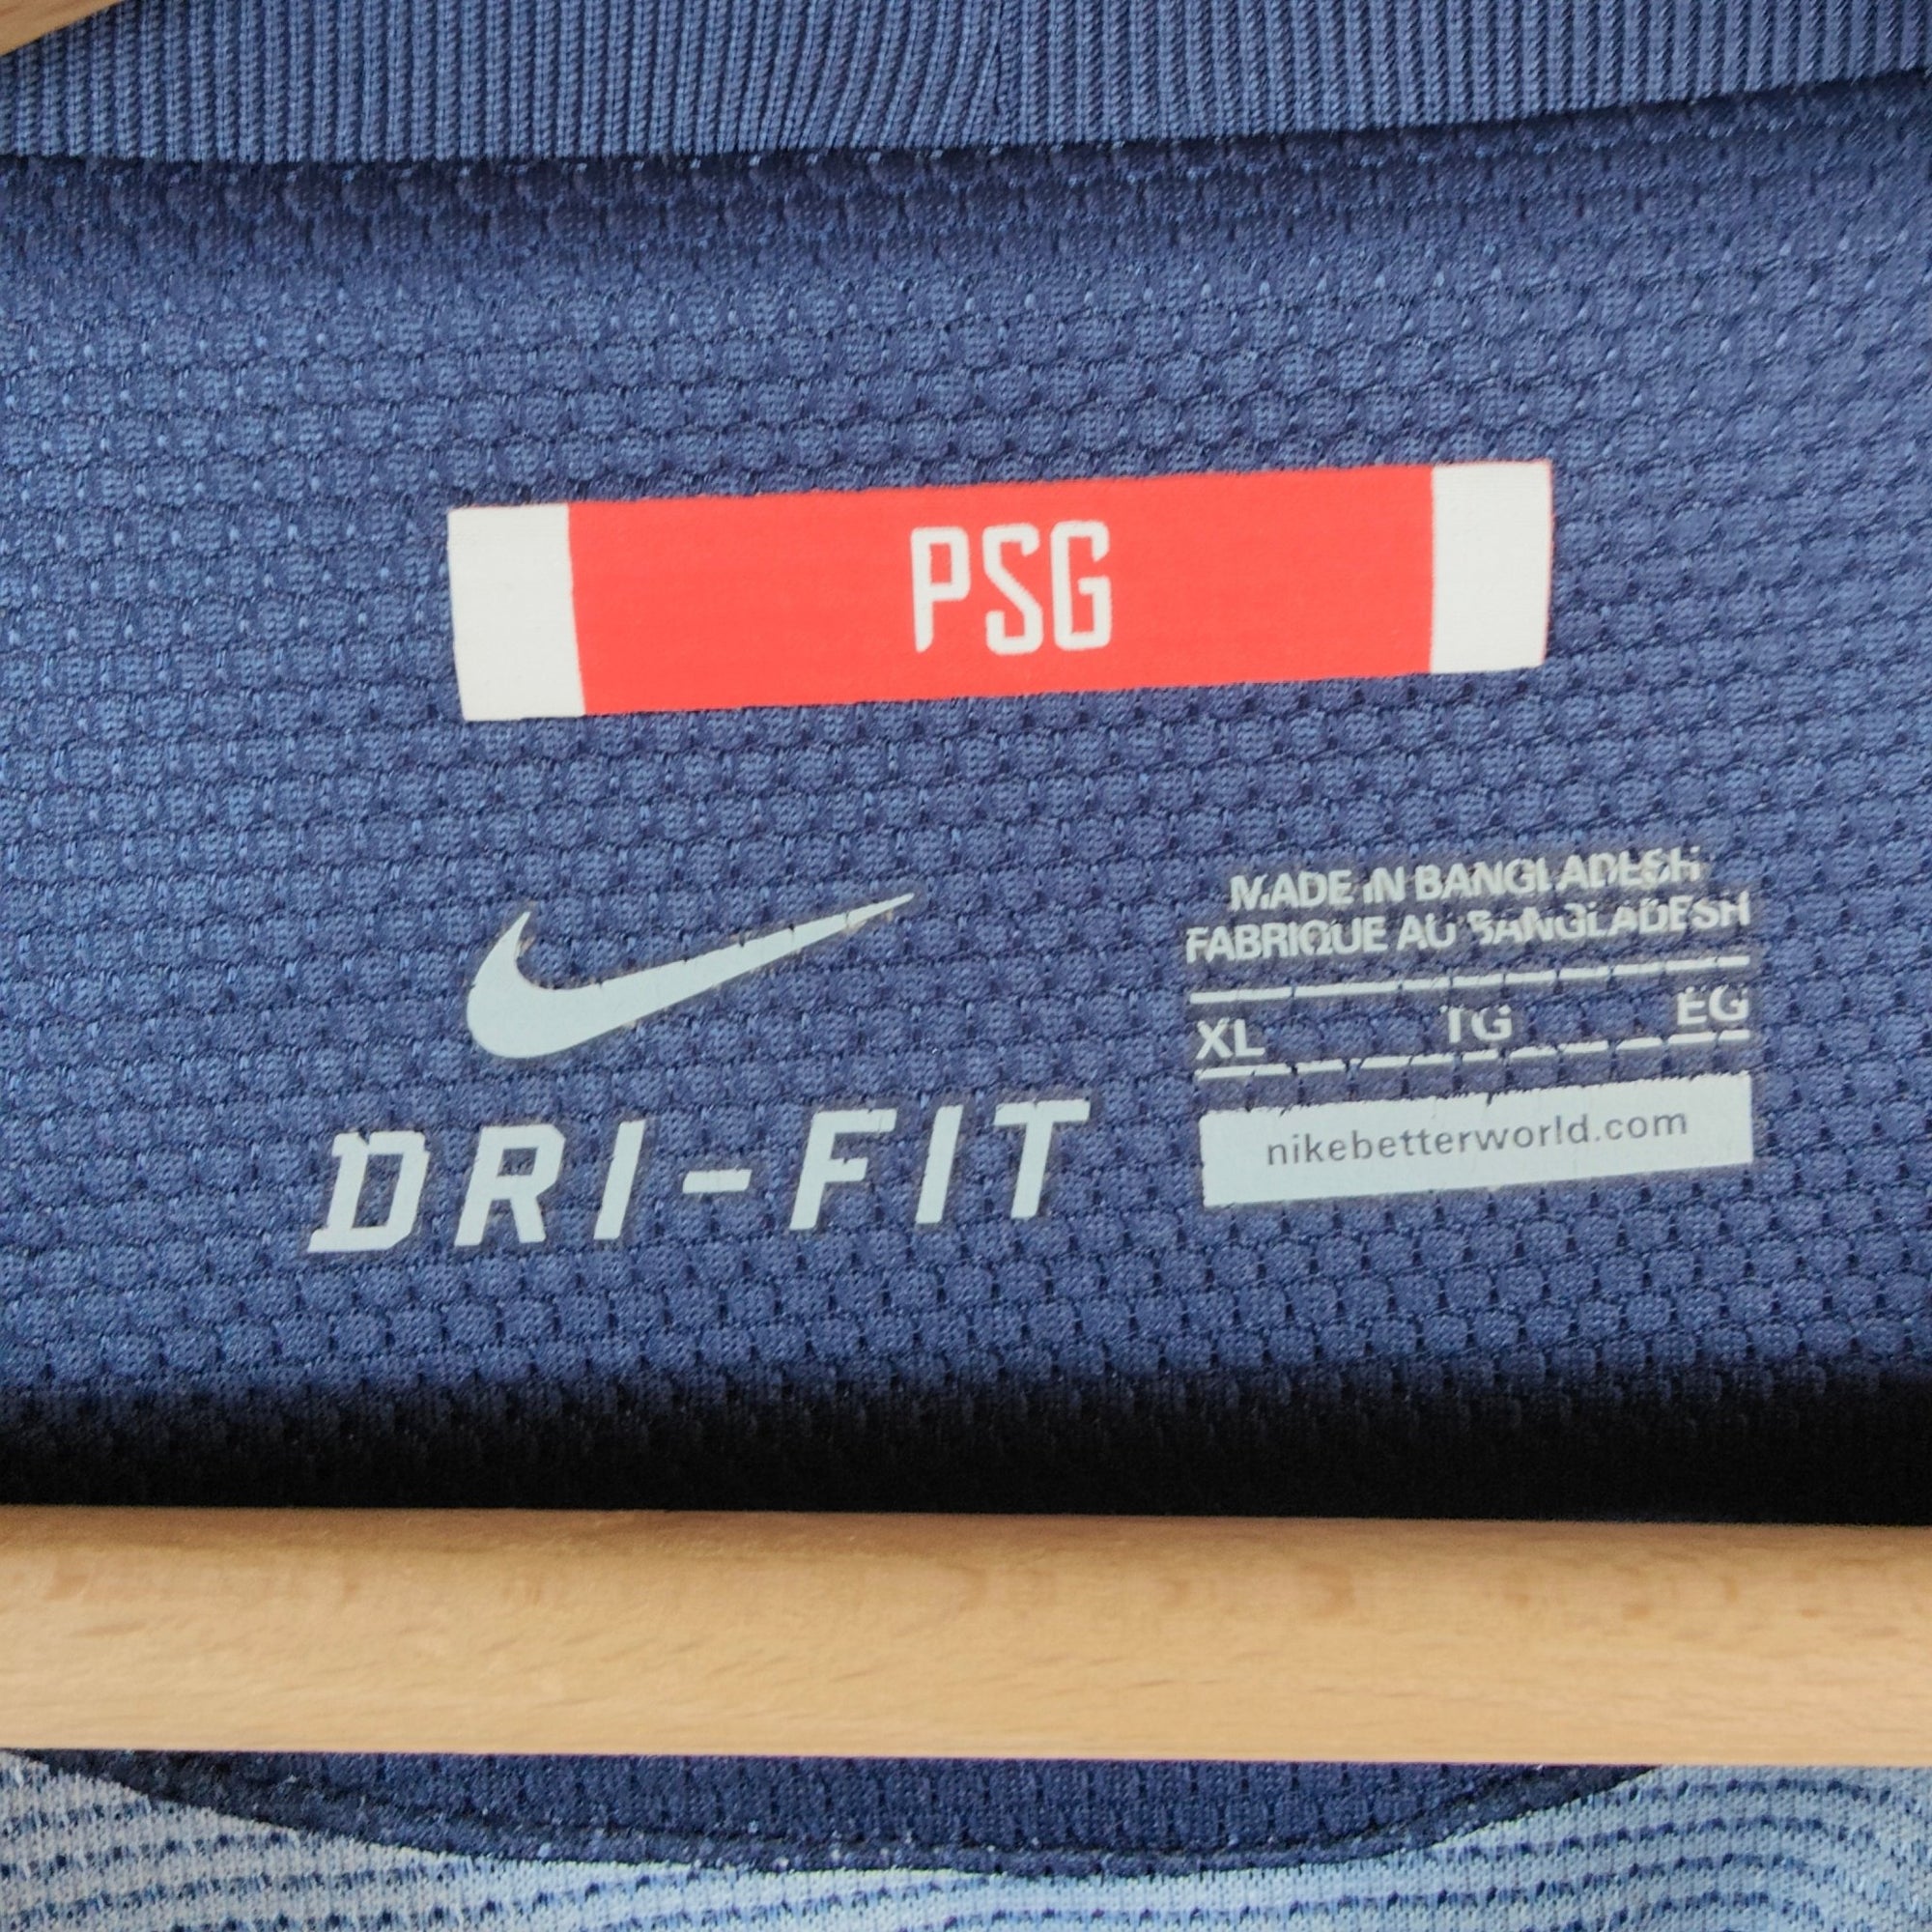 PSG
DRI-FIT
MADE IN BANGLADESH
FABRIQUE AU BANGLADESH
XL TG EG
nikebetterworld.com